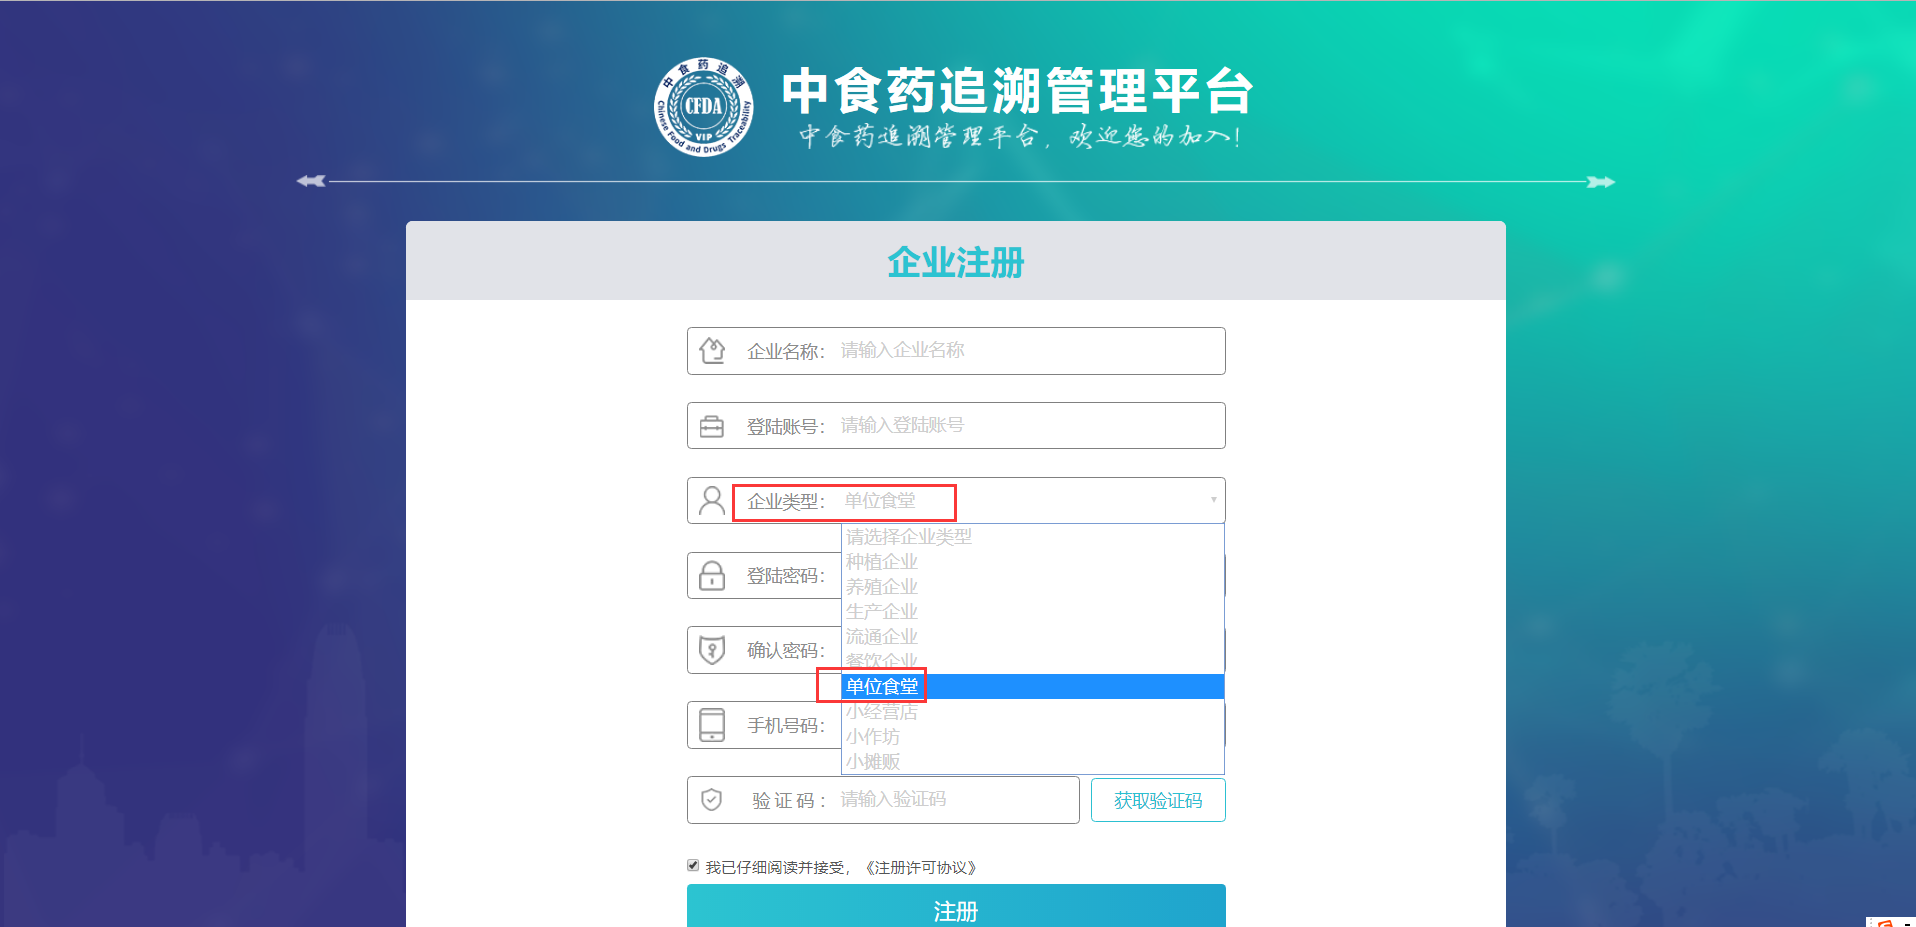 中食药追溯
CFDA
VIP
Chinese Food and Drugs Traceability
中食药追溯管理平台
中食药追溯管理平台，欢迎您的加入！
企业注册
企业名称： 请输入企业名称
登陆账号： 请输入登陆账号
企业类型： 单位食堂
请选择企业类型
种植企业
养殖企业
生产企业
流通企业
餐饮企业
单位食堂
小经营店
小作坊
小摊贩
登陆密码：
确认密码：
手机号码：
验 证 码： 请输入验证码 获取验证码
我已仔细阅读并接受，《注册许可协议》
注册